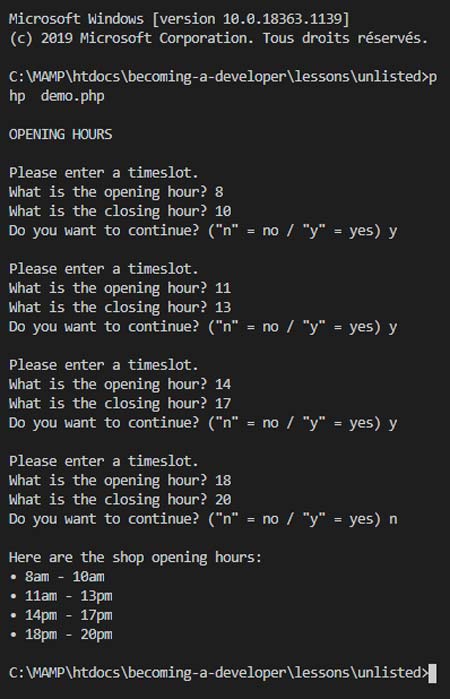 Microsoft Windows [version 10.0.18363.1139]
(c) 2019 Microsoft Corporation. Tous droits réservés.
C:\MAMP\htdocs\becoming-a-developer\lessons\unlisted>p
hp  demo.php
OPENING HOURS
Please enter a timeslot.
What is the opening hour? 8
What is the closing hour? 10
Do you want to continue? ("n" = no / "y" = yes) y
Please enter a timeslot.
What is the opening hour? 11
What is the closing hour? 13
Do you want to continue? ("n" = no / "y" = yes) y
Please enter a timeslot.
What is the opening hour? 14
What is the closing hour? 17
Do you want to continue? ("n" = no / "y" = yes) y
Please enter a timeslot.
What is the opening hour? 18
What is the closing hour? 20
Do you want to continue? ("n" = no / "y" = yes) n
Here are the shop opening hours:
• 8am - 10am
• 11am - 13pm
• 14pm - 17pm
• 18pm - 20pm
C:\MAMP\htdocs\becoming-a-developer\lessons\unlisted>